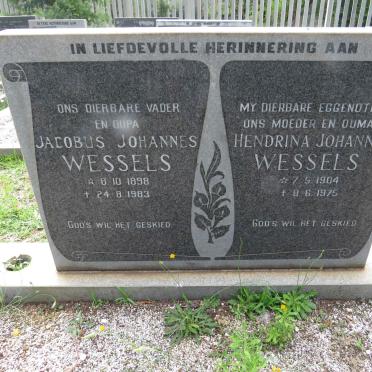 IN LIEFDEVOLLE HERINNERING AAN
ONS DIERBARE VADER
EN OUPA
JACOBUS JOHANNES
WESSELS
* 8·10·1898
† 24·8·1983
GOD'S WIL HET GESKIED
MY DIERBARE EGGENOTE
ONS MOEDER EN OUMA
HENDRINA JOHANN
WESSELS
* 7·5·1904
† 11·6·1975
GOD'S WIL HET GESKIED